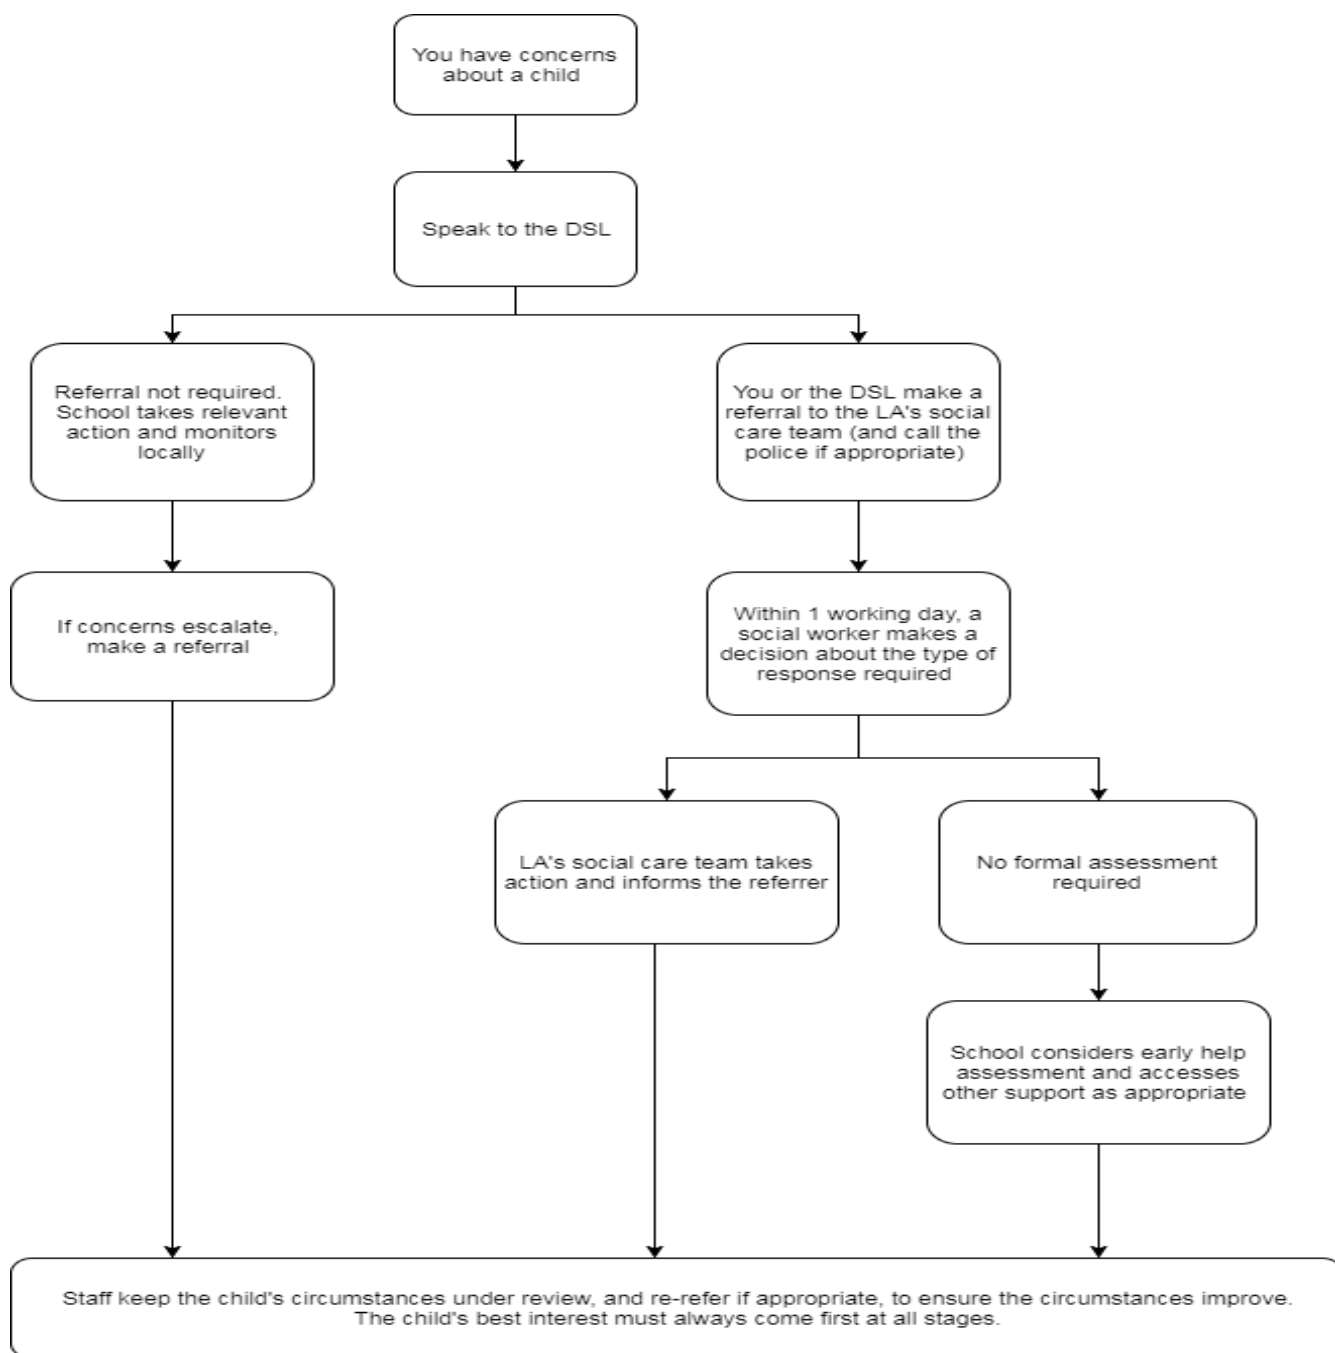 You have concerns
about a child
Speak to the DSL
Referral not required.
School takes relevant
action and monitors
locally
You or the DSL make a
referral to the LA's social
care team (and call the
police if appropriate)
If concerns escalate,
make a referral
Within 1 working day, a
social worker makes a
decision about the type of
response required
LA's social care team takes
action and informs the referrer
No formal assessment
required
School considers early help
assessment and accesses
other support as appropriate
Staff keep the child's circumstances under review, and re-refer if appropriate, to ensure the circumstances improve.
The child's best interest must always come first at all stages.